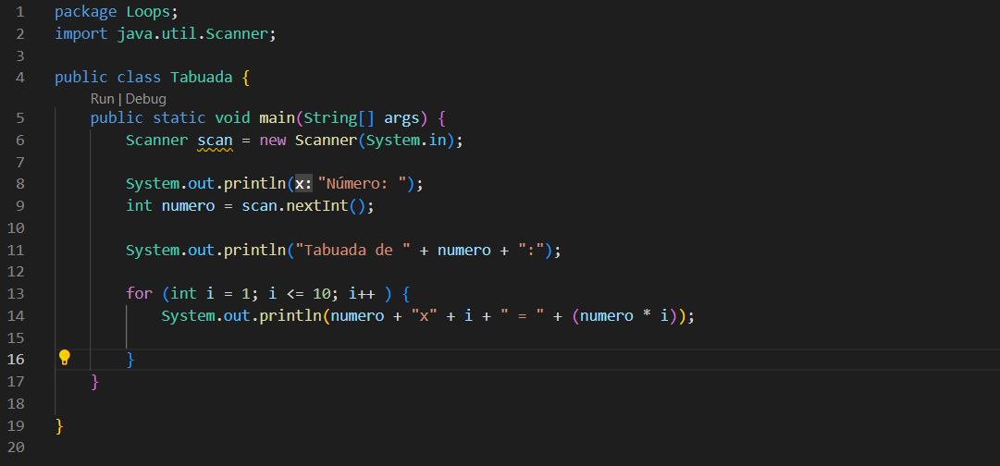 1 package Loops;
2 import java.util.Scanner;
3
4 public class Tabuada {
Run | Debug
5 public static void main(String[] args) {
6 Scanner scan = new Scanner(System.in);
7
8 System.out.println(x: "Número: ");
9 int numero = scan.nextInt();
10
11 System.out.println("Tabuada de " + numero + ":");
12
13 for (int i = 1; i <= 10; i++ ) {
14 System.out.println(numero + "x" + i + " = " + (numero * i));
15
16 }
17 }
18
19 }
20